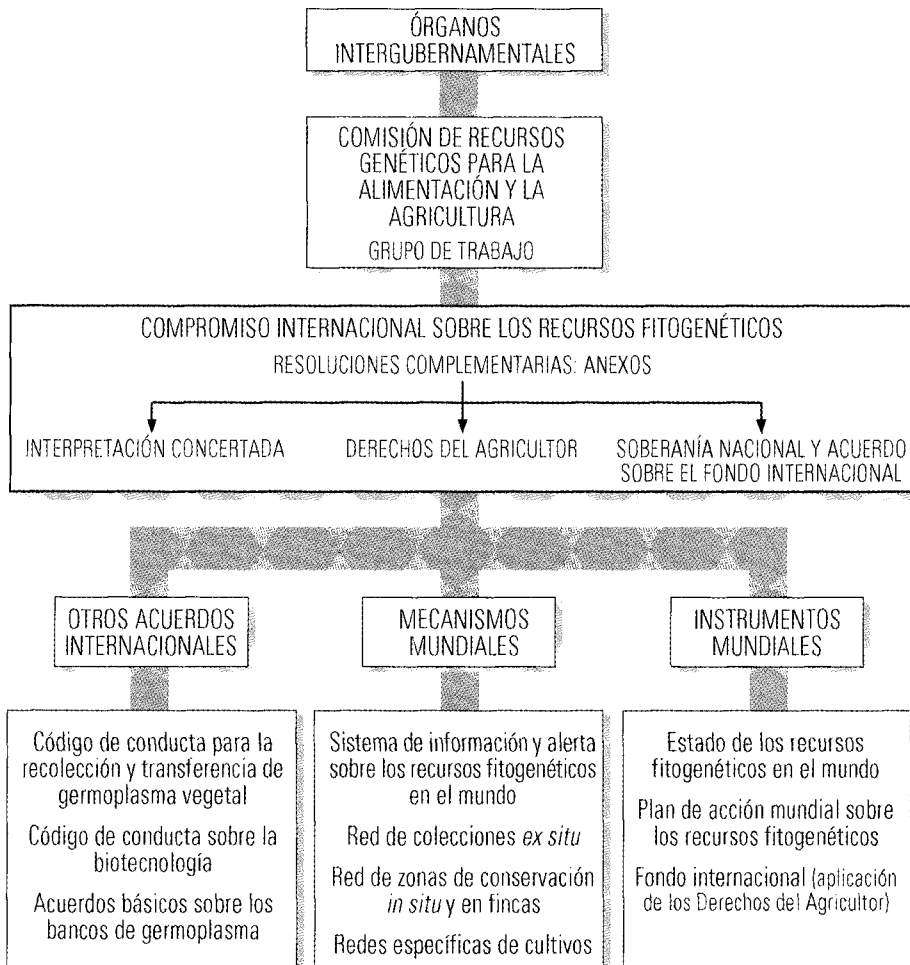 ÓRGANOS
INTERGUBERNAMENTALES
COMISIÓN DE RECURSOS
GENÉTICOS PARA LA
ALIMENTACIÓN Y LA
AGRICULTURA
GRUPO DE TRABAJO
COMPROMISO INTERNACIONAL SOBRE LOS RECURSOS FITOGENÉTICOS
RESOLUCIONES COMPLEMENTARIAS: ANEXOS
INTERPRETACIÓN CONCERTADA
DERECHOS DEL AGRICULTOR
SOBERANÍA NACIONAL Y ACUERDO
SOBRE EL FONDO INTERNACIONAL
OTROS ACUERDOS
INTERNACIONALES
Código de conducta para la
recolección y transferencia de
germoplasma vegetal
Código de conducta sobre la
biotecnología
Acuerdos básicos sobre los
bancos de germoplasma
MECANISMOS
MUNDIALES
Sistema de información y alerta
sobre los recursos fitogenéticos
en el mundo
Red de colecciones ex situ
Red de zonas de conservación
in situ y en fincas
Redes específicas de cultivos
INSTRUMENTOS
MUNDIALES
Estado de los recursos
fitogenéticos en el mundo
Plan de acción mundial sobre
los recursos fitogenéticos
Fondo internacional (aplicación
de los Derechos del Agricultor)